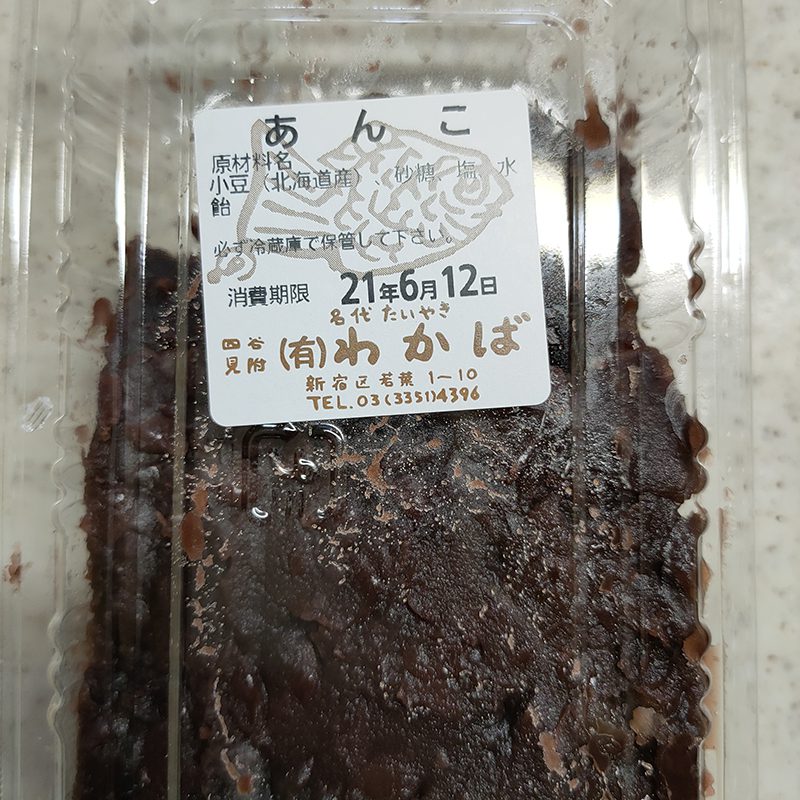 あんこ
原材料名
小豆（北海道産）、砂糖、塩、水
飴
必ず冷蔵庫で保管して下さい。
消費期限 21年6月12日
名代たいやき
四谷見附 (有)わかば
新宿区若葉1-10
TEL.03(3351)4396